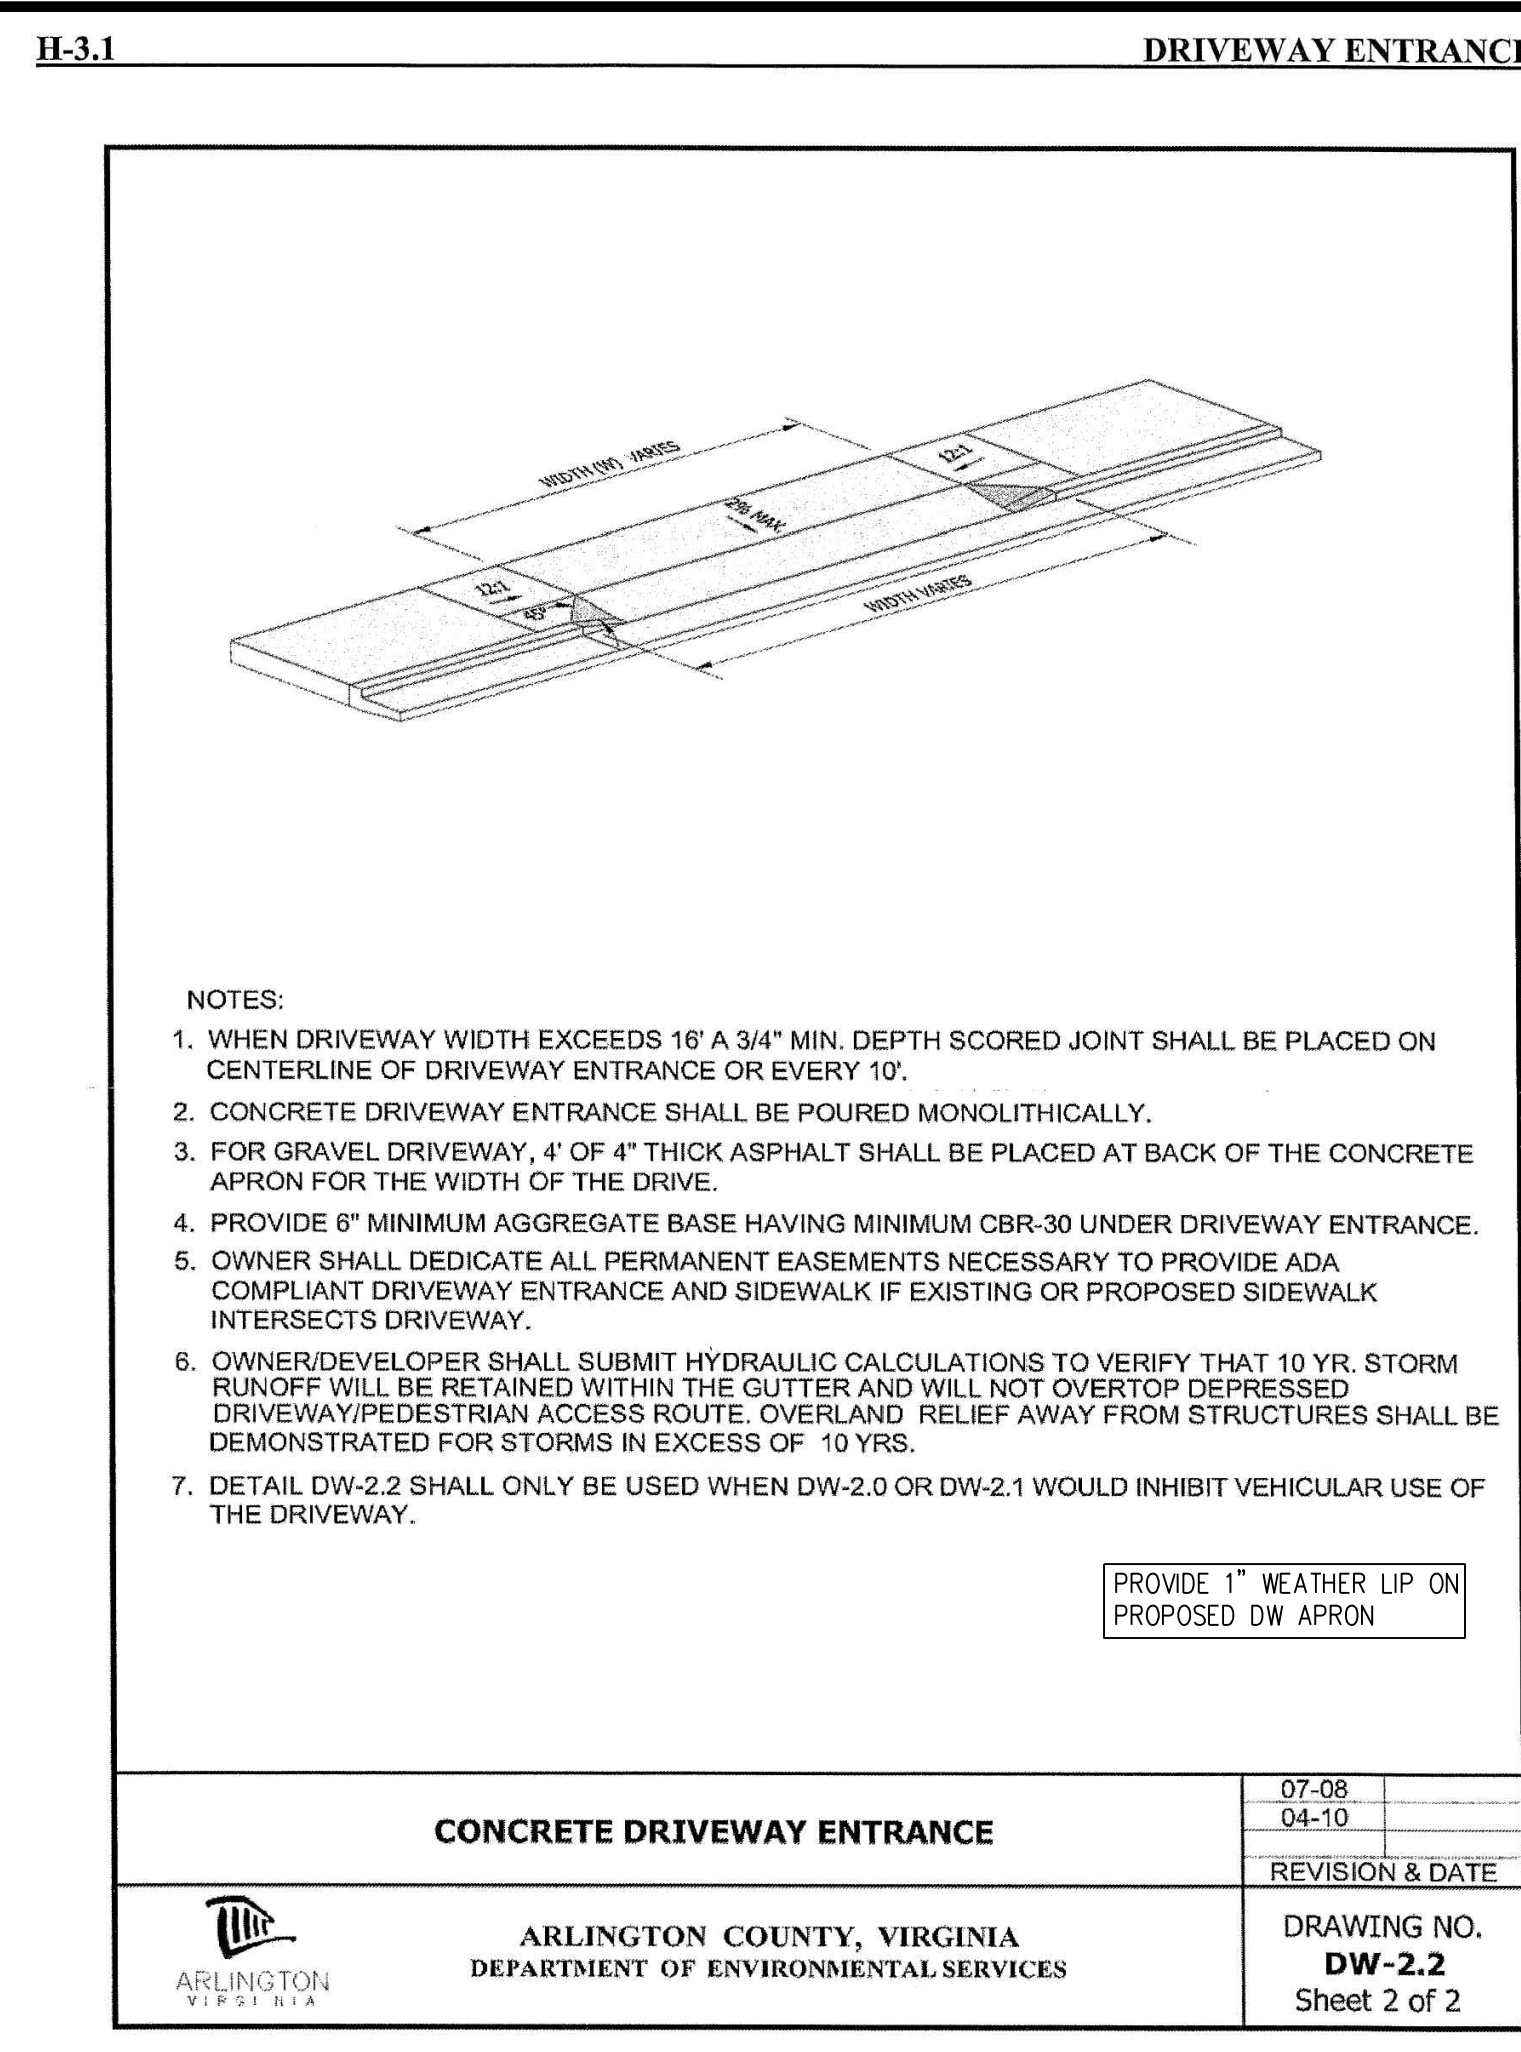 H-3.1 DRIVEWAY ENTRANCE
WIDTH (W) VARIES
12:1
2% MAX.
12:1
45°
WIDTH VARIES
NOTES:
1. WHEN DRIVEWAY WIDTH EXCEEDS 16' A 3/4" MIN. DEPTH SCORED JOINT SHALL BE PLACED ON
CENTERLINE OF DRIVEWAY ENTRANCE OR EVERY 10'.
2. CONCRETE DRIVEWAY ENTRANCE SHALL BE POURED MONOLITHICALLY.
3. FOR GRAVEL DRIVEWAY, 4' OF 4" THICK ASPHALT SHALL BE PLACED AT BACK OF THE CONCRETE
APRON FOR THE WIDTH OF THE DRIVE.
4. PROVIDE 6" MINIMUM AGGREGATE BASE HAVING MINIMUM CBR-30 UNDER DRIVEWAY ENTRANCE.
5. OWNER SHALL DEDICATE ALL PERMANENT EASEMENTS NECESSARY TO PROVIDE ADA
COMPLIANT DRIVEWAY ENTRANCE AND SIDEWALK IF EXISTING OR PROPOSED SIDEWALK
INTERSECTS DRIVEWAY.
6. OWNER/DEVELOPER SHALL SUBMIT HYDRAULIC CALCULATIONS TO VERIFY THAT 10 YR. STORM
RUNOFF WILL BE RETAINED WITHIN THE GUTTER AND WILL NOT OVERTOP DEPRESSED
DRIVEWAY/PEDESTRIAN ACCESS ROUTE. OVERLAND RELIEF AWAY FROM STRUCTURES SHALL BE
DEMONSTRATED FOR STORMS IN EXCESS OF 10 YRS.
7. DETAIL DW-2.2 SHALL ONLY BE USED WHEN DW-2.0 OR DW-2.1 WOULD INHIBIT VEHICULAR USE OF
THE DRIVEWAY.
PROVIDE 1" WEATHER LIP ON
PROPOSED DW APRON
CONCRETE DRIVEWAY ENTRANCE
07-08
04-10
REVISION & DATE
ARLINGTON
VIRGINIA
ARLINGTON COUNTY, VIRGINIA
DEPARTMENT OF ENVIRONMENTAL SERVICES
DRAWING NO.
DW-2.2
Sheet 2 of 2